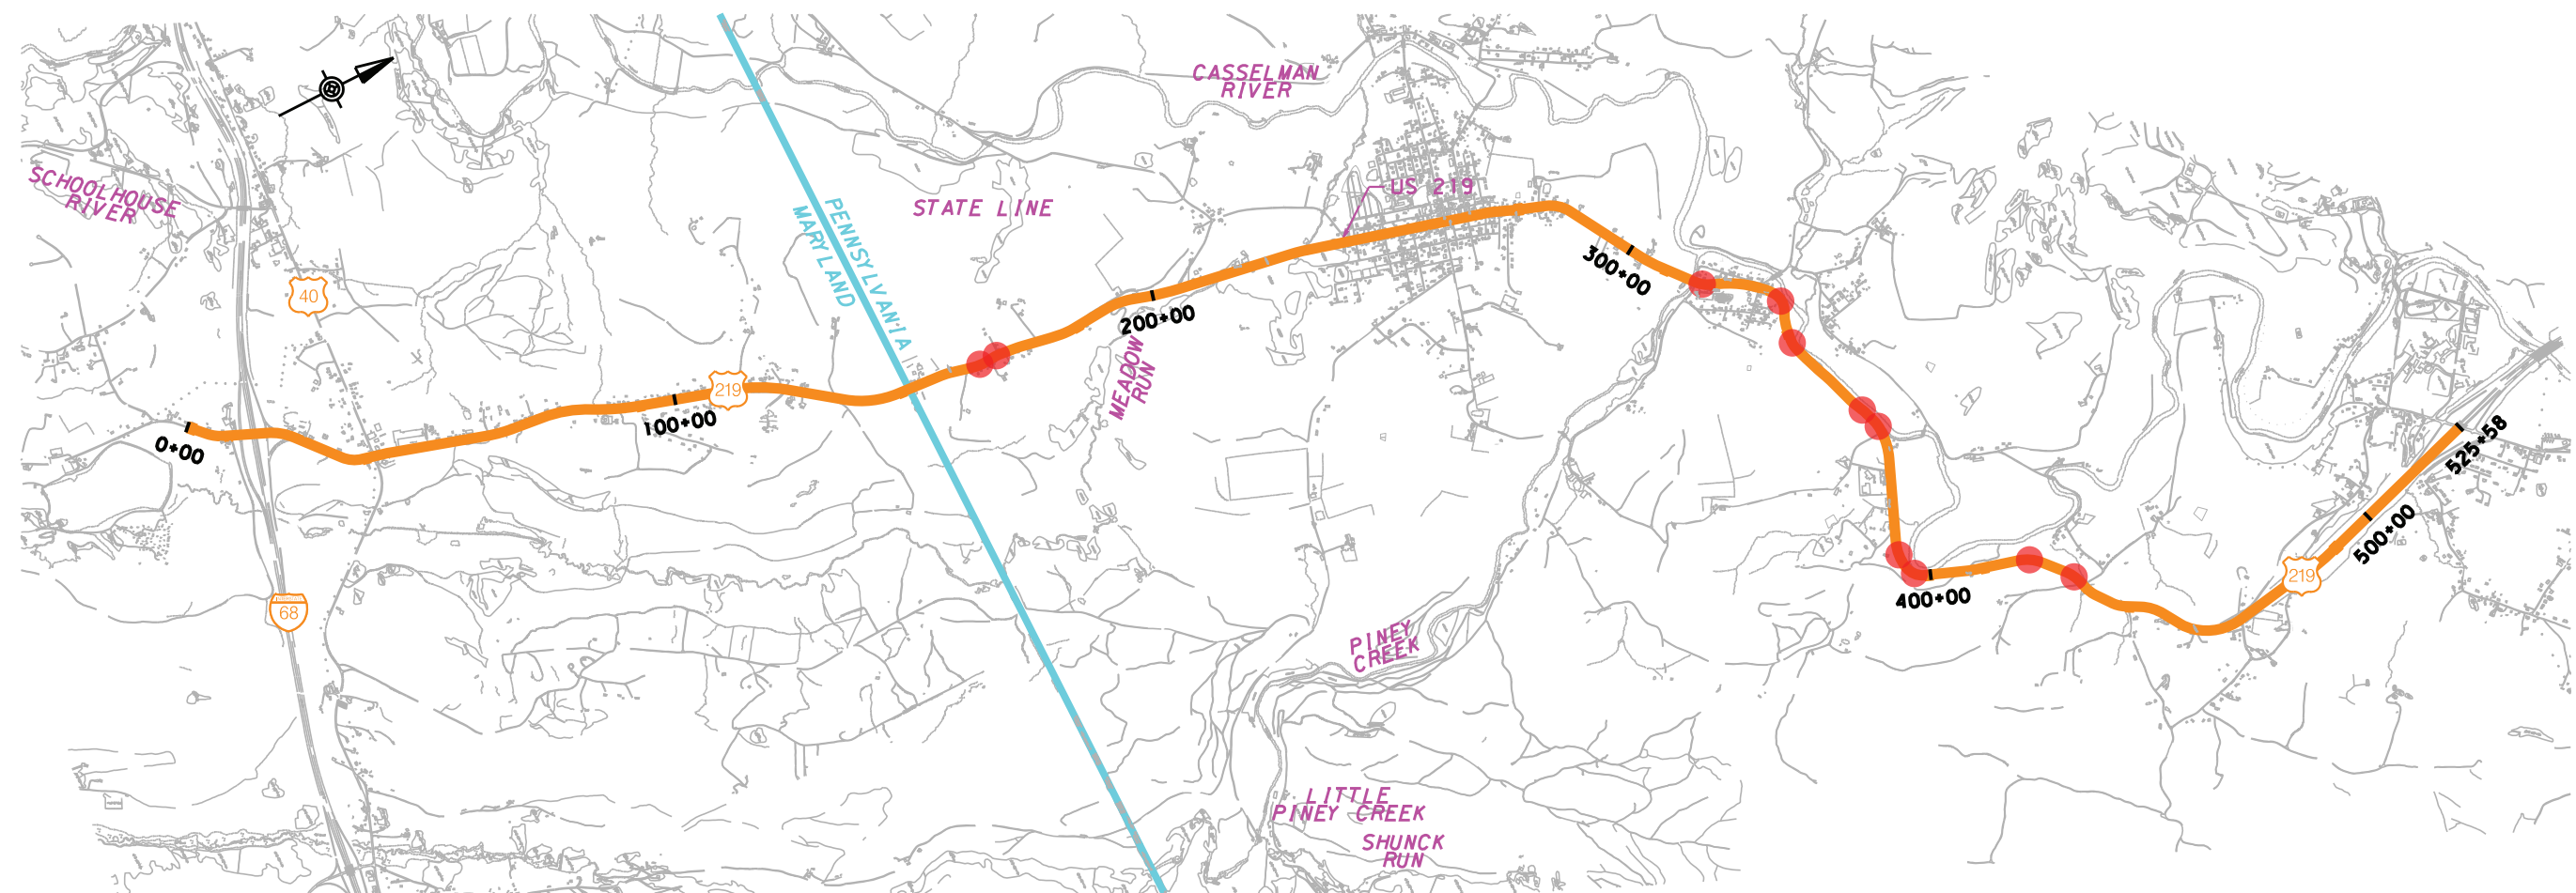 CASSELMAN
RIVER
SCHOOLHOUSE
RIVER
US 219
STATE LINE
PENNSYLVANIA
MARYLAND
40
300+00
200+00
MEADOW
RUN
219
100+00
0+00
525+58
500+00
219
400+00
68
PINEY
CREEK
LITTLE
PINEY CREEK
SHUNCK
RUN